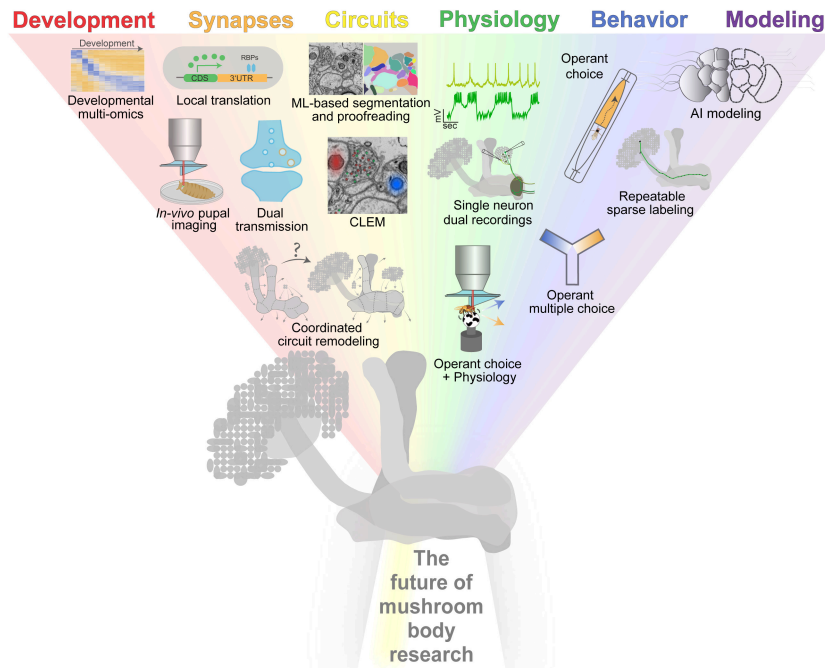 Development Synapses Circuits Physiology Behavior Modeling
Development
Developmental
multi-omics
RBPs
CDS 3'UTR
Local translation
ML-based segmentation
and proofreading
mV
sec
Operant
choice
AI modeling
In-vivo pupal
imaging
Dual
transmission
CLEM
Single neuron
dual recordings
Repeatable
sparse labeling
?
Coordinated
circuit remodeling
Operant choice
+ Physiology
Operant
multiple choice
The
future of
mushroom
body
research